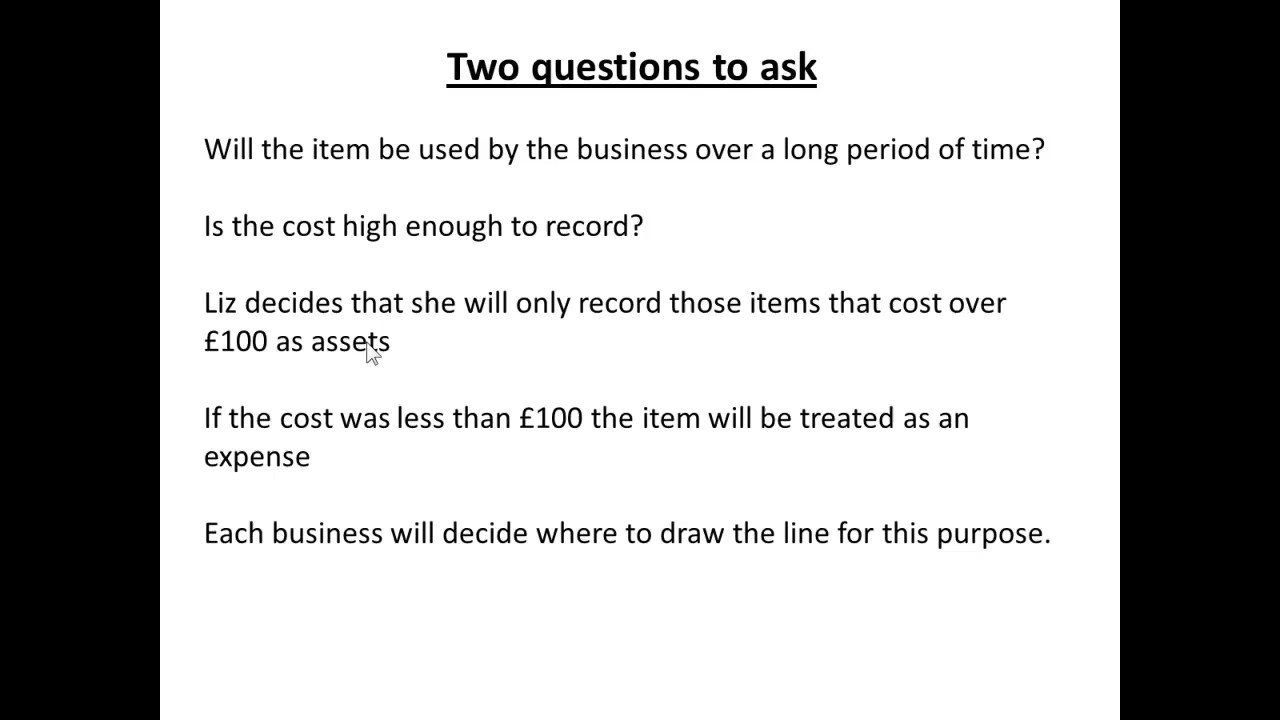 Two questions to ask
Will the item be used by the business over a long period of time?
Is the cost high enough to record?
Liz decides that she will only record those items that cost over
£100 as assets
If the cost was less than £100 the item will be treated as an
expense
Each business will decide where to draw the line for this purpose.